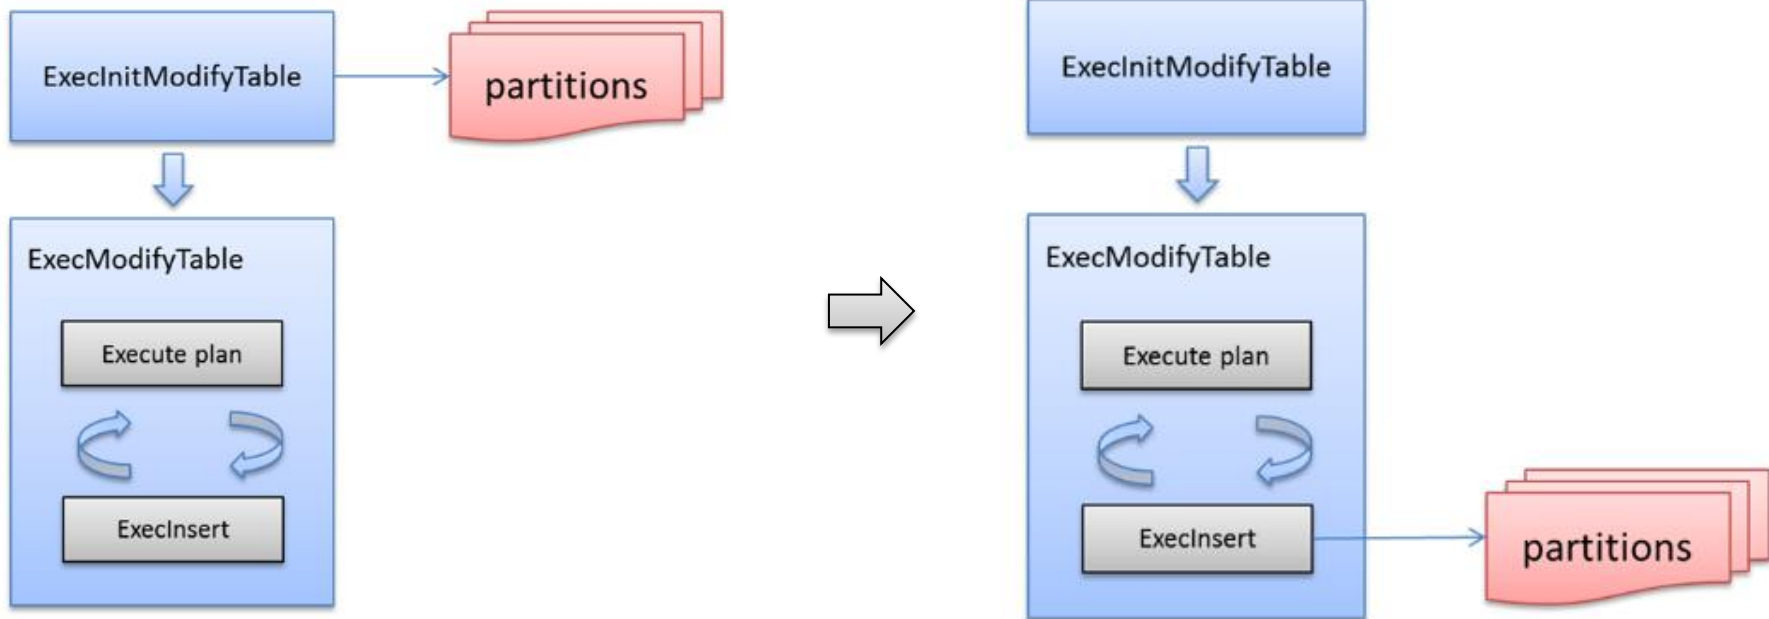 ExecInitModifyTable
partitions
ExecModifyTable
Execute plan
ExecInsert
ExecInitModifyTable
ExecModifyTable
Execute plan
ExecInsert
partitions